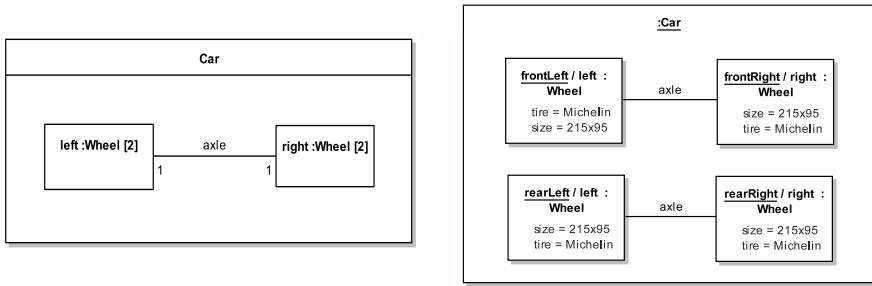 Car
left :Wheel [2]
axle
right :Wheel [2]
1
1
:Car
frontLeft / left :
Wheel
tire = Michelin
size = 215x95
axle
frontRight / right :
Wheel
size = 215x95
tire = Michelin
rearLeft / left :
Wheel
size = 215x95
tire = Michelin
axle
rearRight / right :
Wheel
size = 215x95
tire = Michelin